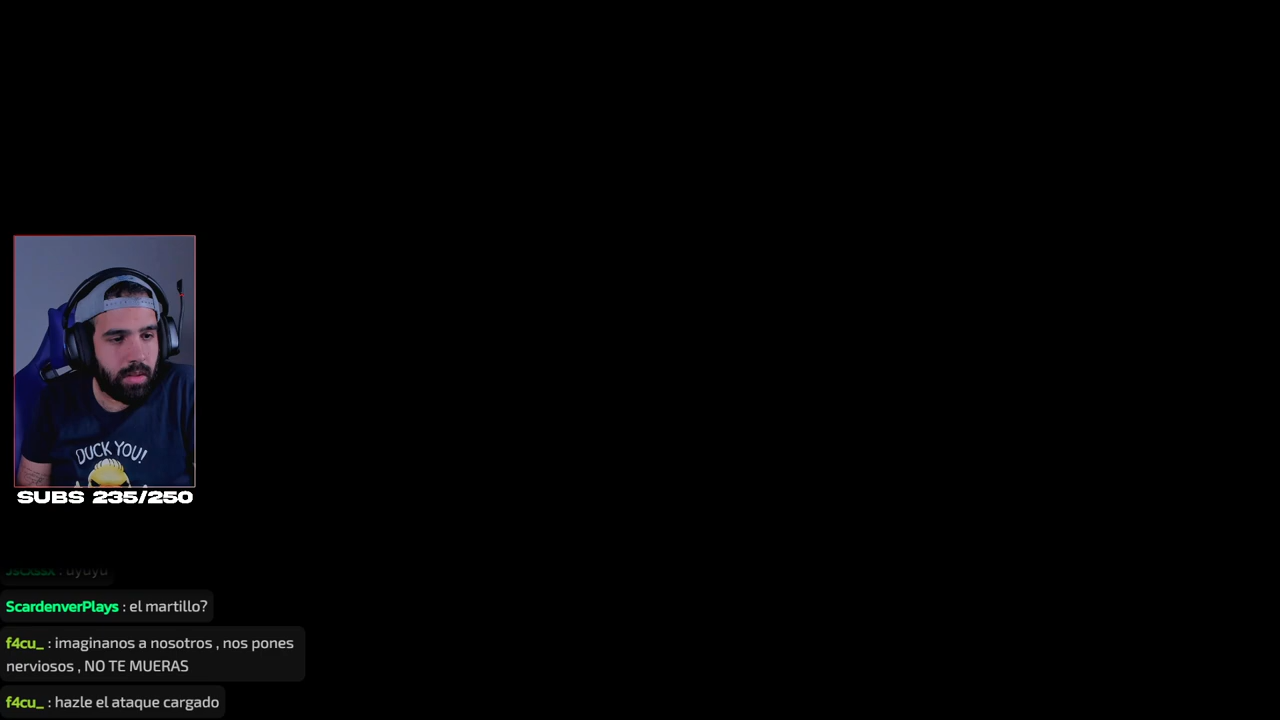 DUCK YOU!
SUBS 235/250
ScardenverPlays : el martillo?
f4cu_ : imaginanos a nosotros , nos pones
nerviosos , NO TE MUERAS
f4cu_ : hazle el ataque cargado